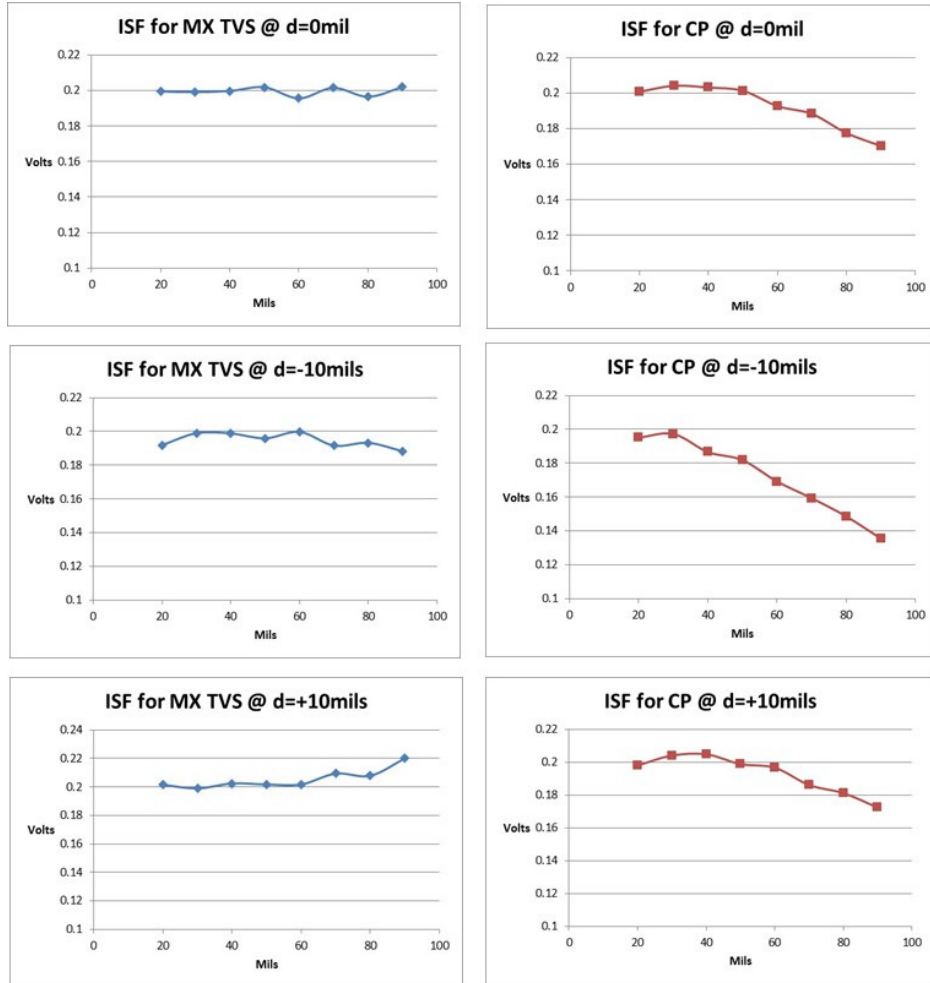 ISF for MX TVS @ d=0mil
0.22
0.2
0.18
Volts 0.16
0.14
0.12
0.1
0 20 40 60 80 100
Mils
ISF for CP @ d=0mil
0.22
0.2
0.18
Volts 0.16
0.14
0.12
0.1
0 20 40 60 80 100
Mils
ISF for MX TVS @ d=-10mils
0.22
0.2
0.18
Volts 0.16
0.14
0.12
0.1
0 20 40 60 80 100
Mils
ISF for CP @ d=-10mils
0.22
0.2
0.18
Volts 0.16
0.14
0.12
0.1
0 20 40 60 80 100
Mils
ISF for MX TVS @ d=+10mils
0.24
0.22
0.2
0.18
Volts
0.16
0.14
0.12
0.1
0 20 40 60 80 100
Mils
ISF for CP @ d=+10mils
0.22
0.2
0.18
Volts 0.16
0.14
0.12
0.1
0 20 40 60 80 100
Mils